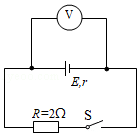 V
E,r
R=2Ω S